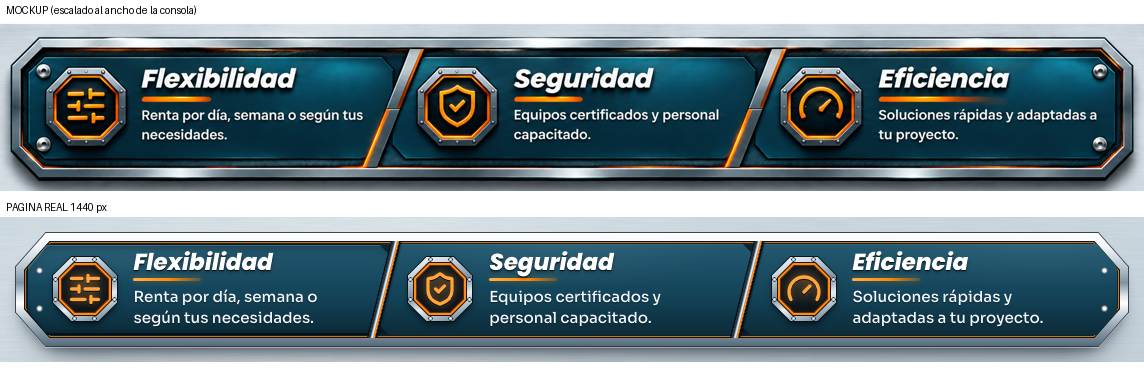 MOCKUP (escalado al ancho de la consola)
Flexibilidad
Renta por día, semana o según tus
necesidades.
Seguridad
Equipos certificados y personal
capacitado.
Eficiencia
Soluciones rápidas y adaptadas a
tu proyecto.
PAGINA REAL 1440 px
Flexibilidad
Renta por día, semana o
según tus necesidades.
Seguridad
Equipos certificados y
personal capacitado.
Eficiencia
Soluciones rápidas y
adaptadas a tu proyecto.